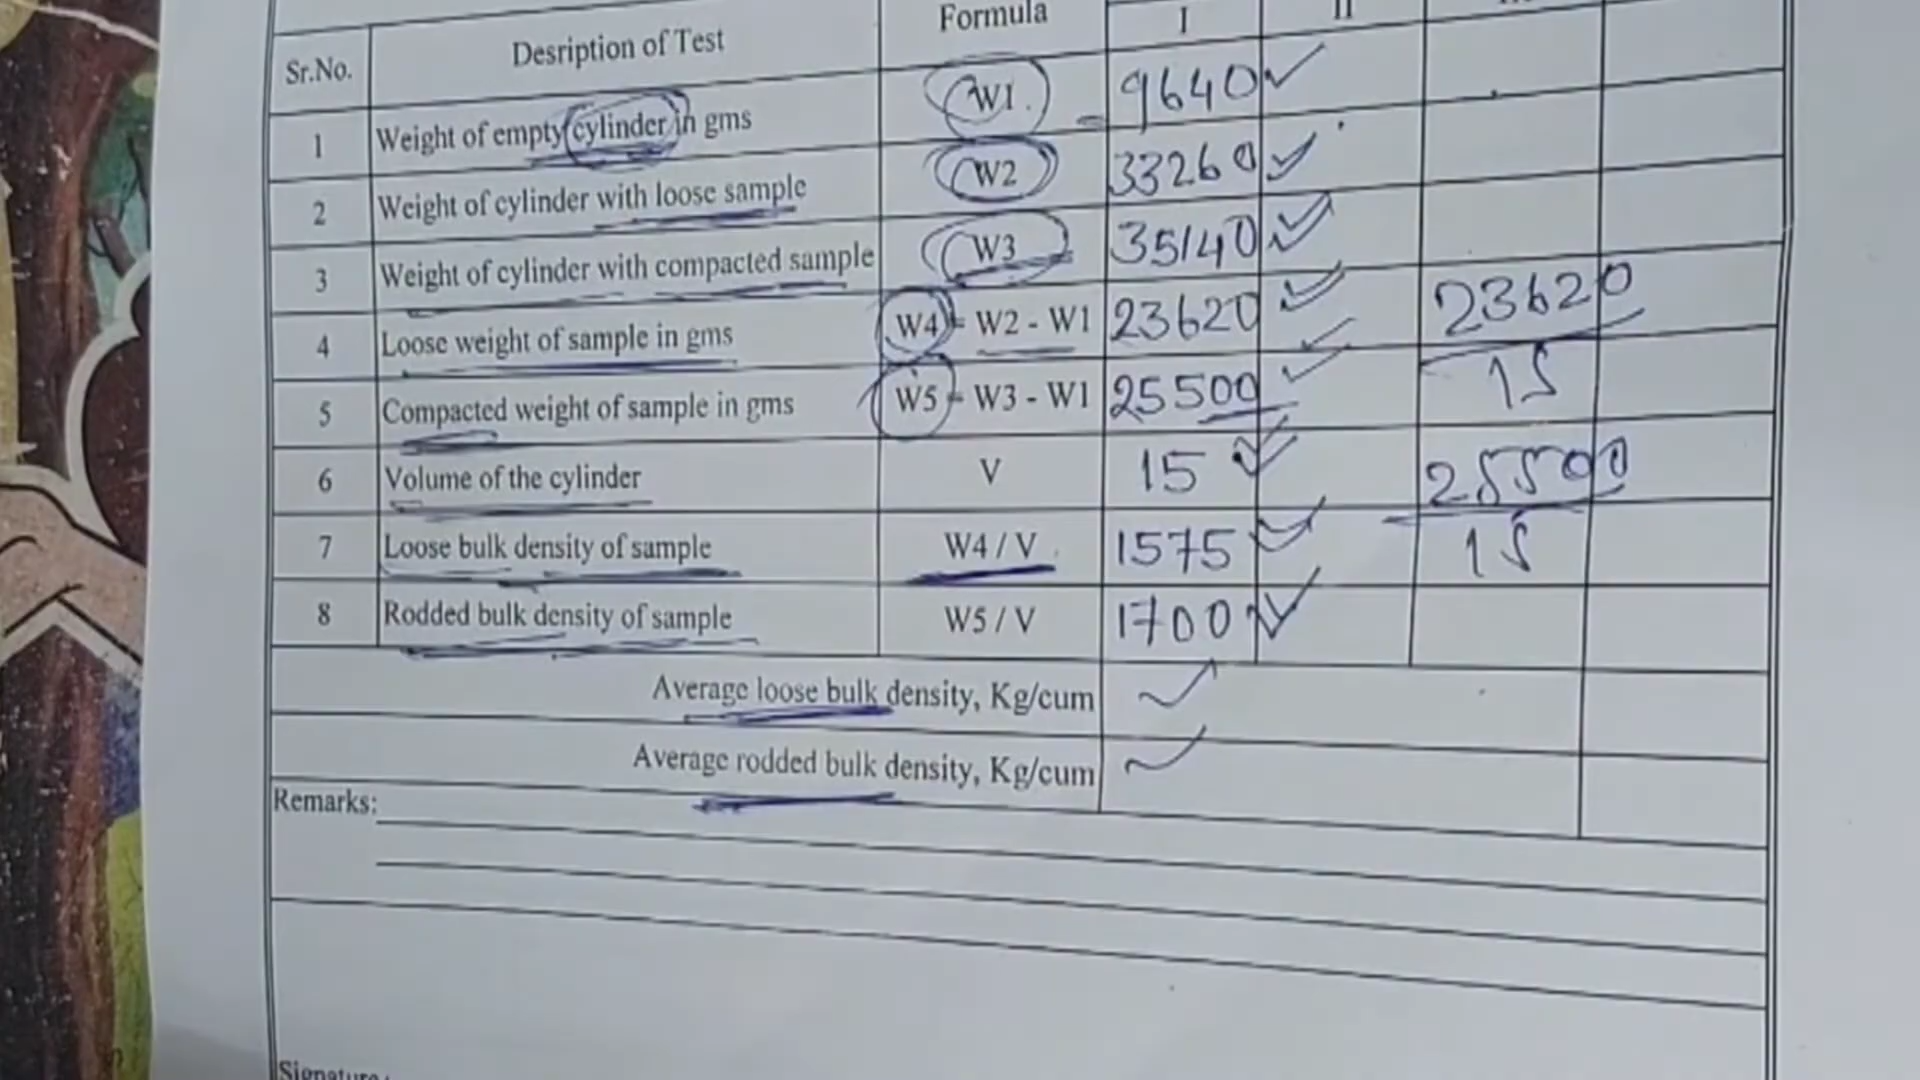 Sr.No. Desription of Test Formula I II
1 Weight of empty cylinder in gms W1. 9640
2 Weight of cylinder with loose sample W2 33260
3 Weight of cylinder with compacted sample W3 35140
4 Loose weight of sample in gms W4 = W2 - W1 23620 23620
15
5 Compacted weight of sample in gms W5 = W3 - W1 25500
6 Volume of the cylinder V 15 25500
15
7 Loose bulk density of sample W4 / V 1575
8 Rodded bulk density of sample W5 / V 1700
Average loose bulk density, Kg/cum
Average rodded bulk density, Kg/cum
Remarks:
Signature: